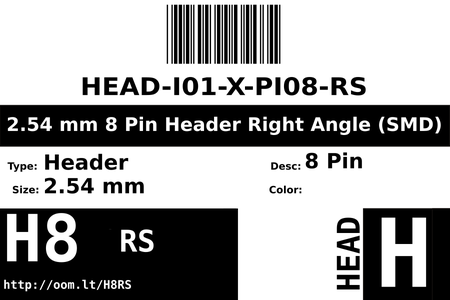 HEAD-I01-X-PI08-RS
2.54 mm 8 Pin Header Right Angle (SMD)
Type: Header
Desc: 8 Pin
Size: 2.54 mm
Color:
H8 RS
http://oom.lt/H8RS
HEAD
H